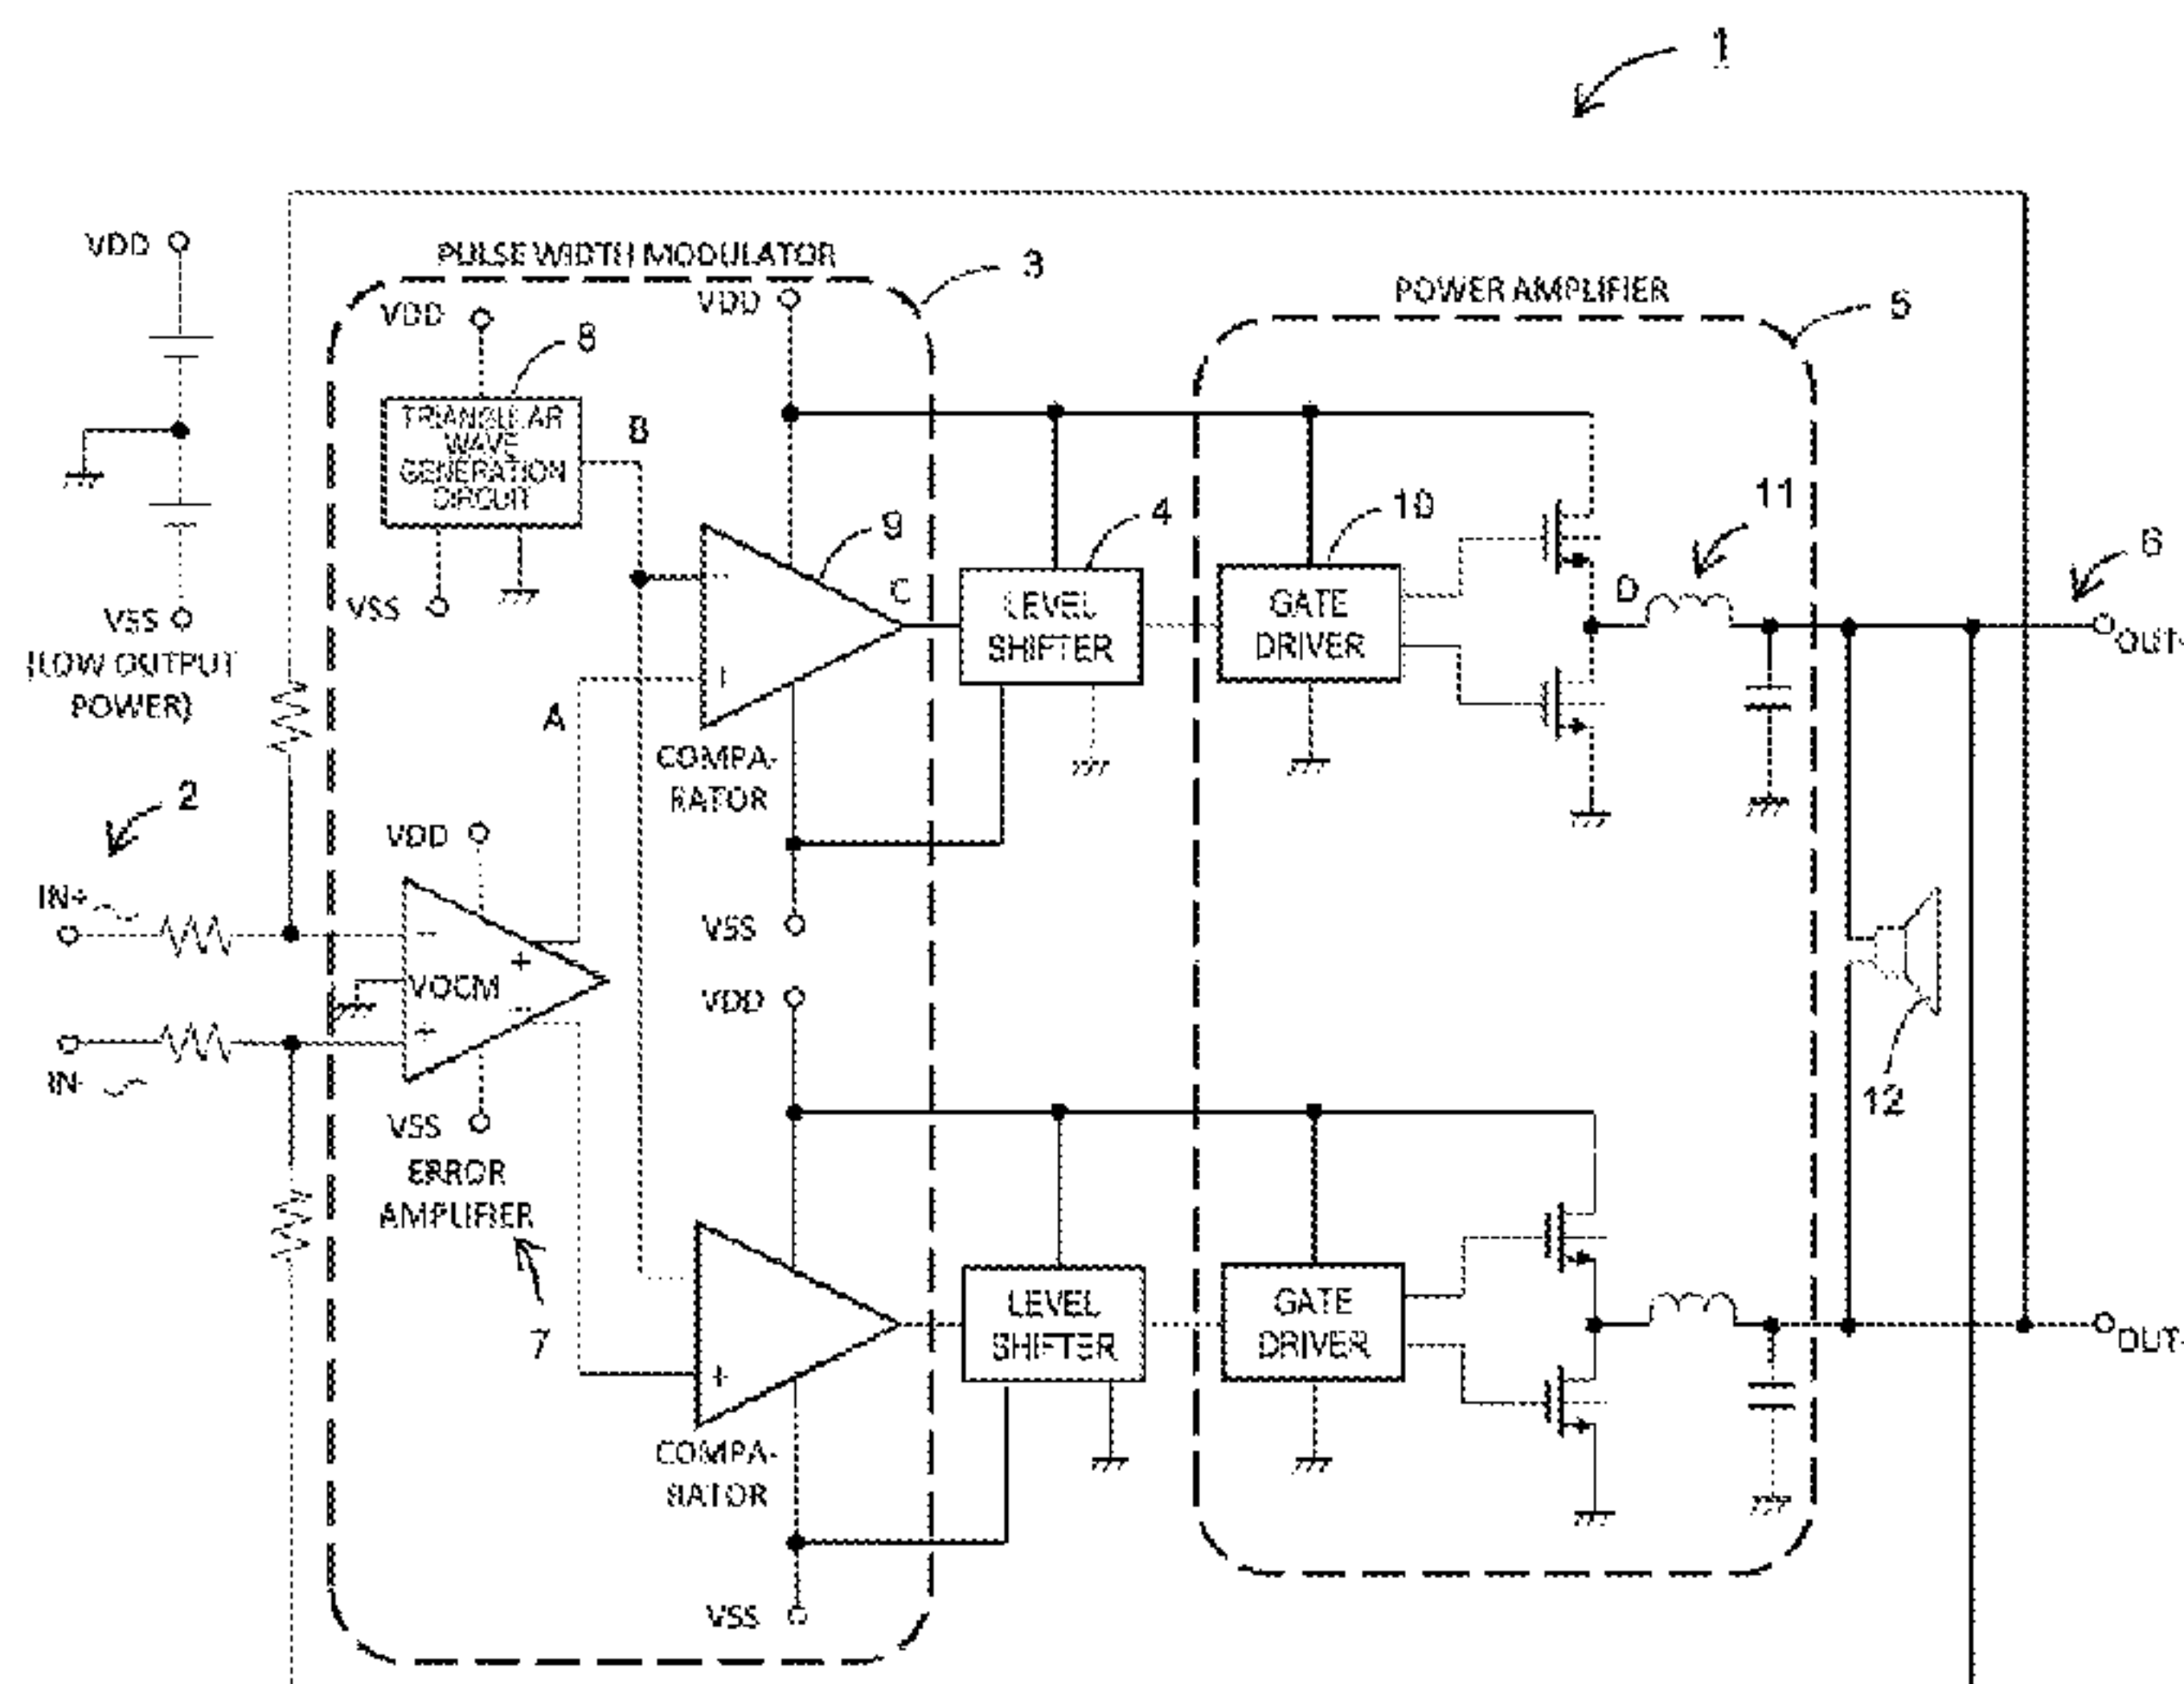 1
VDD
PULSE WIDTH MODULATOR
3
POWER AMPLIFIER
5
VDD
VDD
8
TRIANGULAR
WAVE
GENERATION
CIRCUIT
B
VSS
VSS
(LOW OUTPUT
POWER)
9
C
4
LEVEL
SHIFTER
10
GATE
DRIVER
11
D
6
OUT-
A
−
+
COMPA-
RATOR
2
VDD
IN+
−
+
VOCM
−
+
IN-
VSS
ERROR
AMPLIFIER
7
VSS
VDD
12
+
COMPA-
RATOR
LEVEL
SHIFTER
GATE
DRIVER
OUT-
VSS